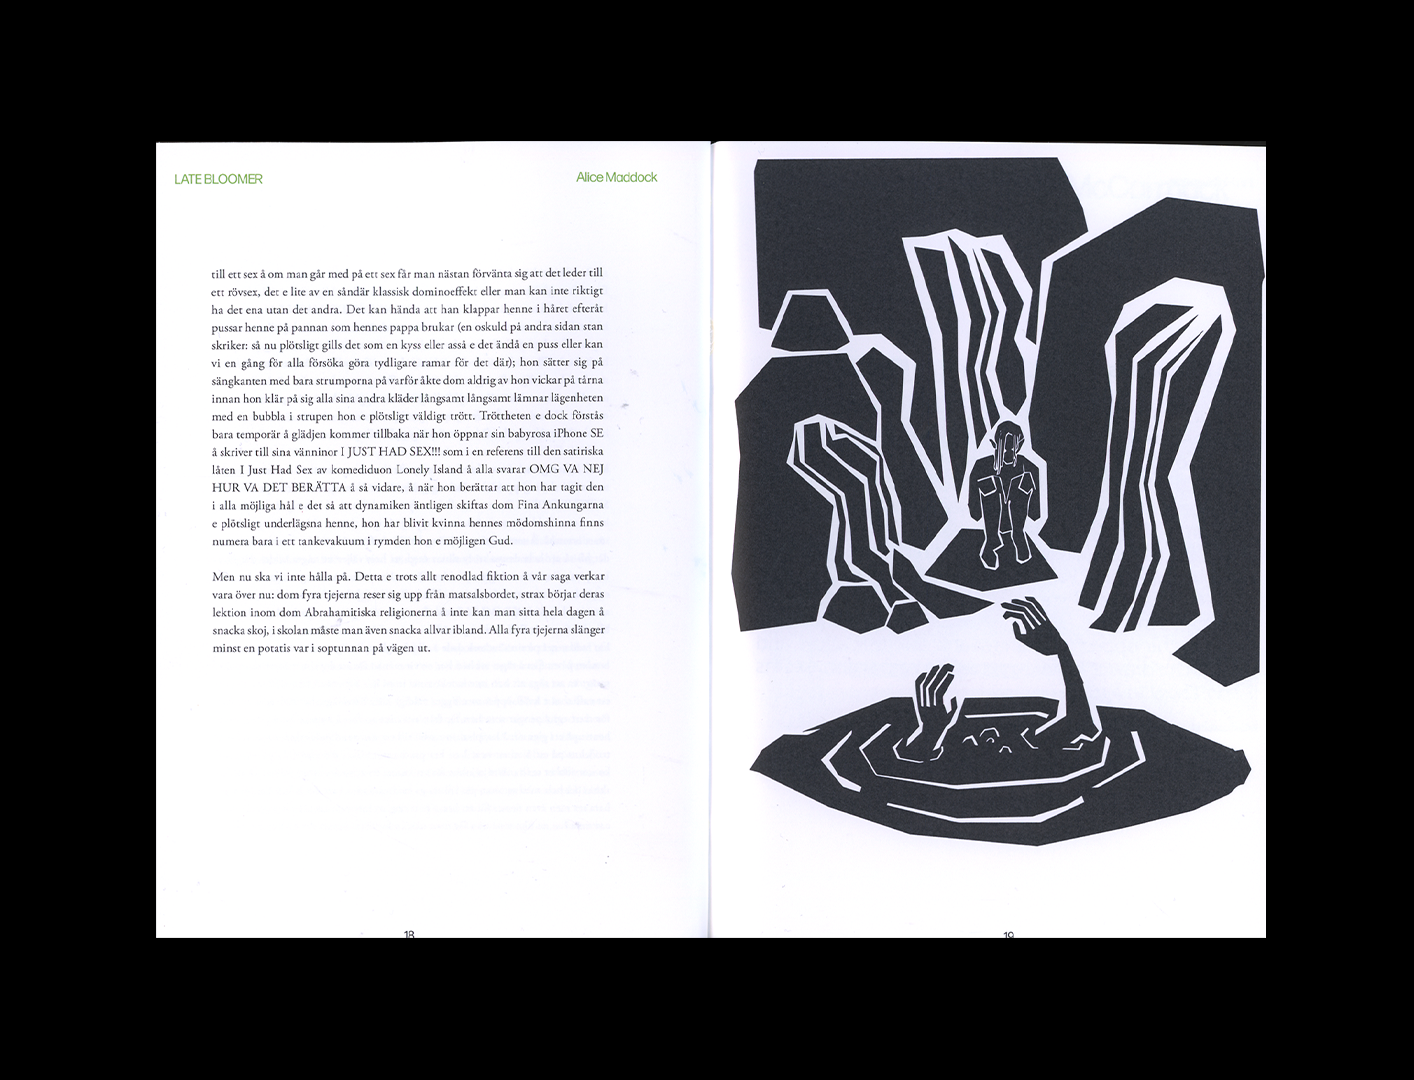 LATE BLOOMER
Alice Maddock
till ett sex å om man går med på ett sex får man nästan förvänta sig att det leder till
ett rövsex, det e lite av en såndär klassisk dominoeffekt eller man kan inte riktigt
ha det ena utan det andra. Det kan hända att han klappar henne i håret efteråt
pussar henne på pannan som hennes pappa brukar (en oskuld på andra sidan stan
skriker: så nu plötsligt gills det som en kyss eller asså e det ändå en puss eller kan
vi en gång för alla försöka göra tydligare ramar för det där); hon sätter sig på
sängkanten med bara strumporna på varför åkte dom aldrig av hon vickar på tårna
innan hon klär på sig alla sina andra kläder långsamt långsamt lämnar lägenheten
med en bubbla i strupen hon e plötsligt väldigt trött. Tröttheten e dock förstås
bara temporär å glädjen kommer tillbaka när hon öppnar sin babyrosa iPhone SE
å skriver till sina vänninor I JUST HAD SEX!!! som i en referens till den satiriska
låten I Just Had Sex av komediduon Lonely Island å alla svarar OMG VA NEJ
HUR VA DET BERÄTTA å så vidare, å när hon berättar att hon har tagit den
i alla möjliga hål e det så att dynamiken äntligen skiftas dom Fina Ankungarna
e plötsligt underlägsna henne, hon har blivit kvinna hennes mödomshinna finns
numera bara i ett tankevakuum i rymden hon e möjligen Gud.
Men nu ska vi inte hålla på. Detta e trots allt renodlad fiktion å vår saga verkar
vara över nu: dom fyra tjejerna reser sig upp från matsalsbordet, strax börjar deras
lektion inom dom Abrahamitiska religionerna å inte kan man sitta hela dagen å
snacka skoj, i skolan måste man även snacka allvar ibland. Alla fyra tjejerna slänger
minst en potatis var i soptunnan på vägen ut.
18
19